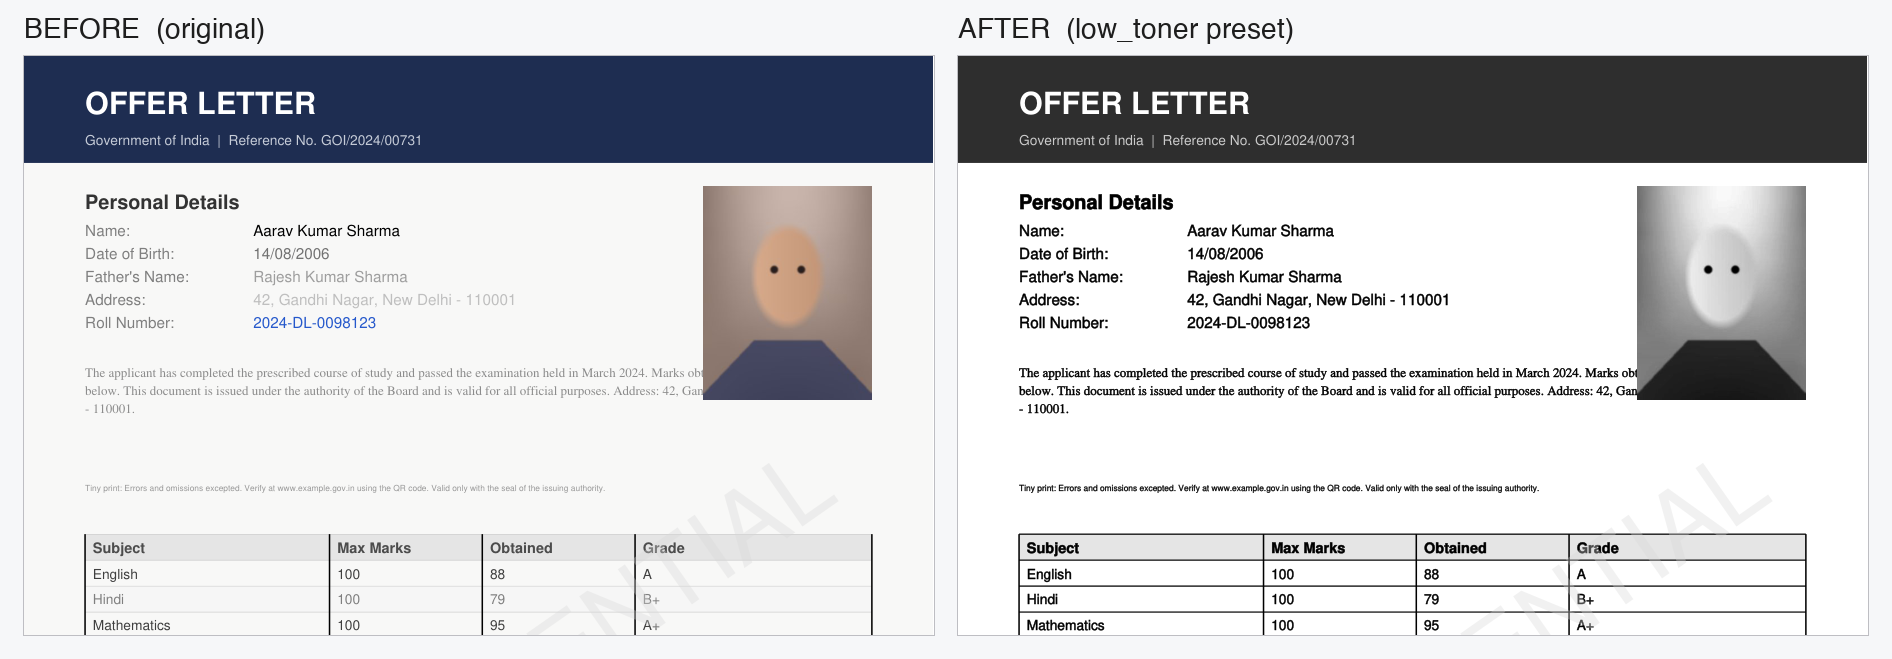 BEFORE (original)
OFFER LETTER
Government of India | Reference No. GOI/2024/00731
Personal Details
Name: Aarav Kumar Sharma
Date of Birth: 14/08/2006
Father's Name: Rajesh Kumar Sharma
Address: 42, Gandhi Nagar, New Delhi - 110001
Roll Number: 2024-DL-0098123
The applicant has completed the prescribed course of study and passed the examination held in March 2024. Marks
below. This document is issued under the authority of the Board and is valid for all official purposes. Address: 42,
- 110001.
Tiny print: Errors and omissions excepted. Verify at www.example.gov.in using the QR code. Valid only with the seal of the issuing authority.
Subject Max Marks Obtained Grade
English 100 88 A
Hindi 100 79 B+
Mathematics 100 95 A+
AFTER (low_toner preset)
OFFER LETTER
Government of India | Reference No. GOI/2024/00731
Personal Details
Name: Aarav Kumar Sharma
Date of Birth: 14/08/2006
Father's Name: Rajesh Kumar Sharma
Address: 42, Gandhi Nagar, New Delhi - 110001
Roll Number: 2024-DL-0098123
The applicant has completed the prescribed course of study and passed the examination held in March 2024. Marks
below. This document is issued under the authority of the Board and is valid for all official purposes. Address: 42,
- 110001.
Tiny print: Errors and omissions excepted. Verify at www.example.gov.in using the QR code. Valid only with the seal of the issuing authority.
Subject Max Marks Obtained Grade
English 100 88 A
Hindi 100 79 B+
Mathematics 100 95 A+